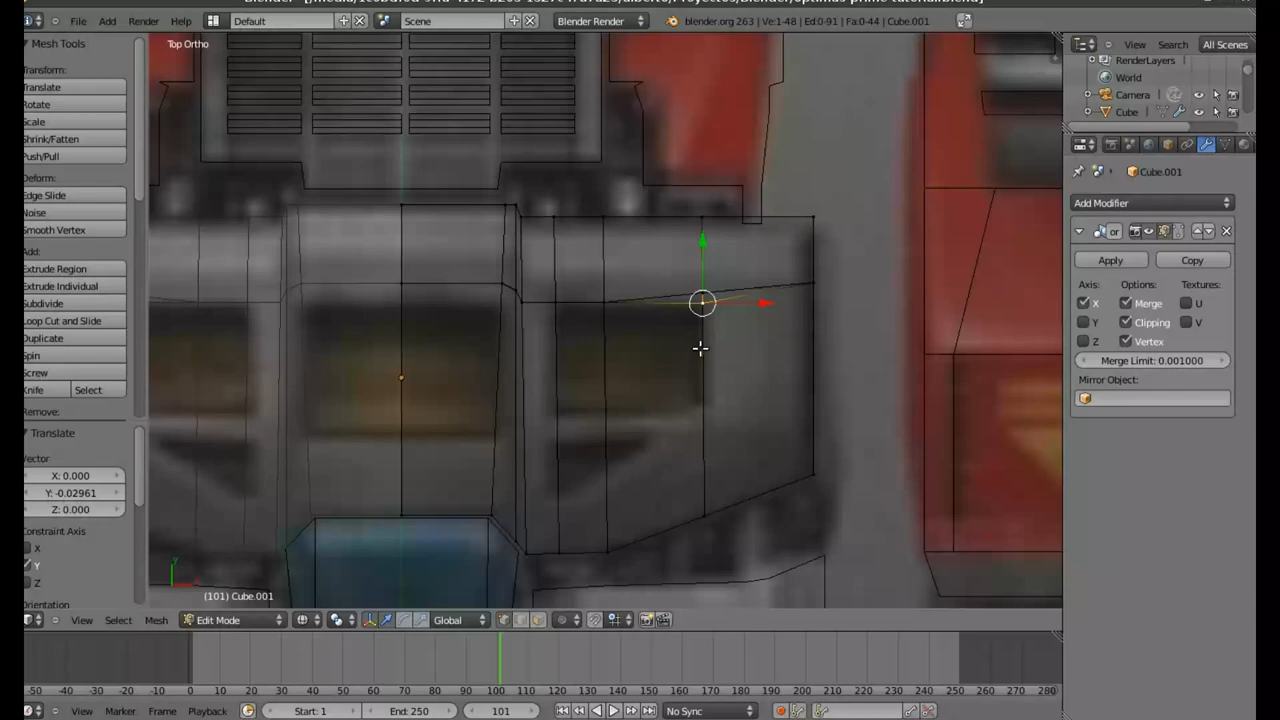 File Add Render Help Default Scene Blender Render blender.org 263 | Ve:1-48 | Ed:0-91 | Fa:0-44 | Cube.001
Mesh Tools
Transform:
Translate
Rotate
Scale
Shrink/Fatten
Push/Pull
Deform:
Edge Slide
Noise
Smooth Vertex
Add:
Extrude Region
Extrude Individual
Subdivide
Loop Cut and Slide
Duplicate
Spin
Screw
Knife Select
Remove:
Translate
Vector
X: 0.000
Y: -0.02961
Z: 0.000
Constraint Axis
X
Y
Z
Orientation
Top Ortho
(101) Cube.001
View Select Mesh Edit Mode Global
-50 -40 -30 -20 -10 0 10 20 30 40 50 60 70 80 90 100 110 120 130 140 150 160 170 180 190 200 210 220 230 240 250 260 270 280
View Marker Frame Playback Start: 1 End: 250 101 No Sync
View Search All Scenes
RenderLayers
World
Camera
Cube
Cube.001
Add Modifier
or
Apply Copy
Axis: Options: Textures:
X Merge U
Y Clipping V
Z Vertex
Merge Limit: 0.001000
Mirror Object: